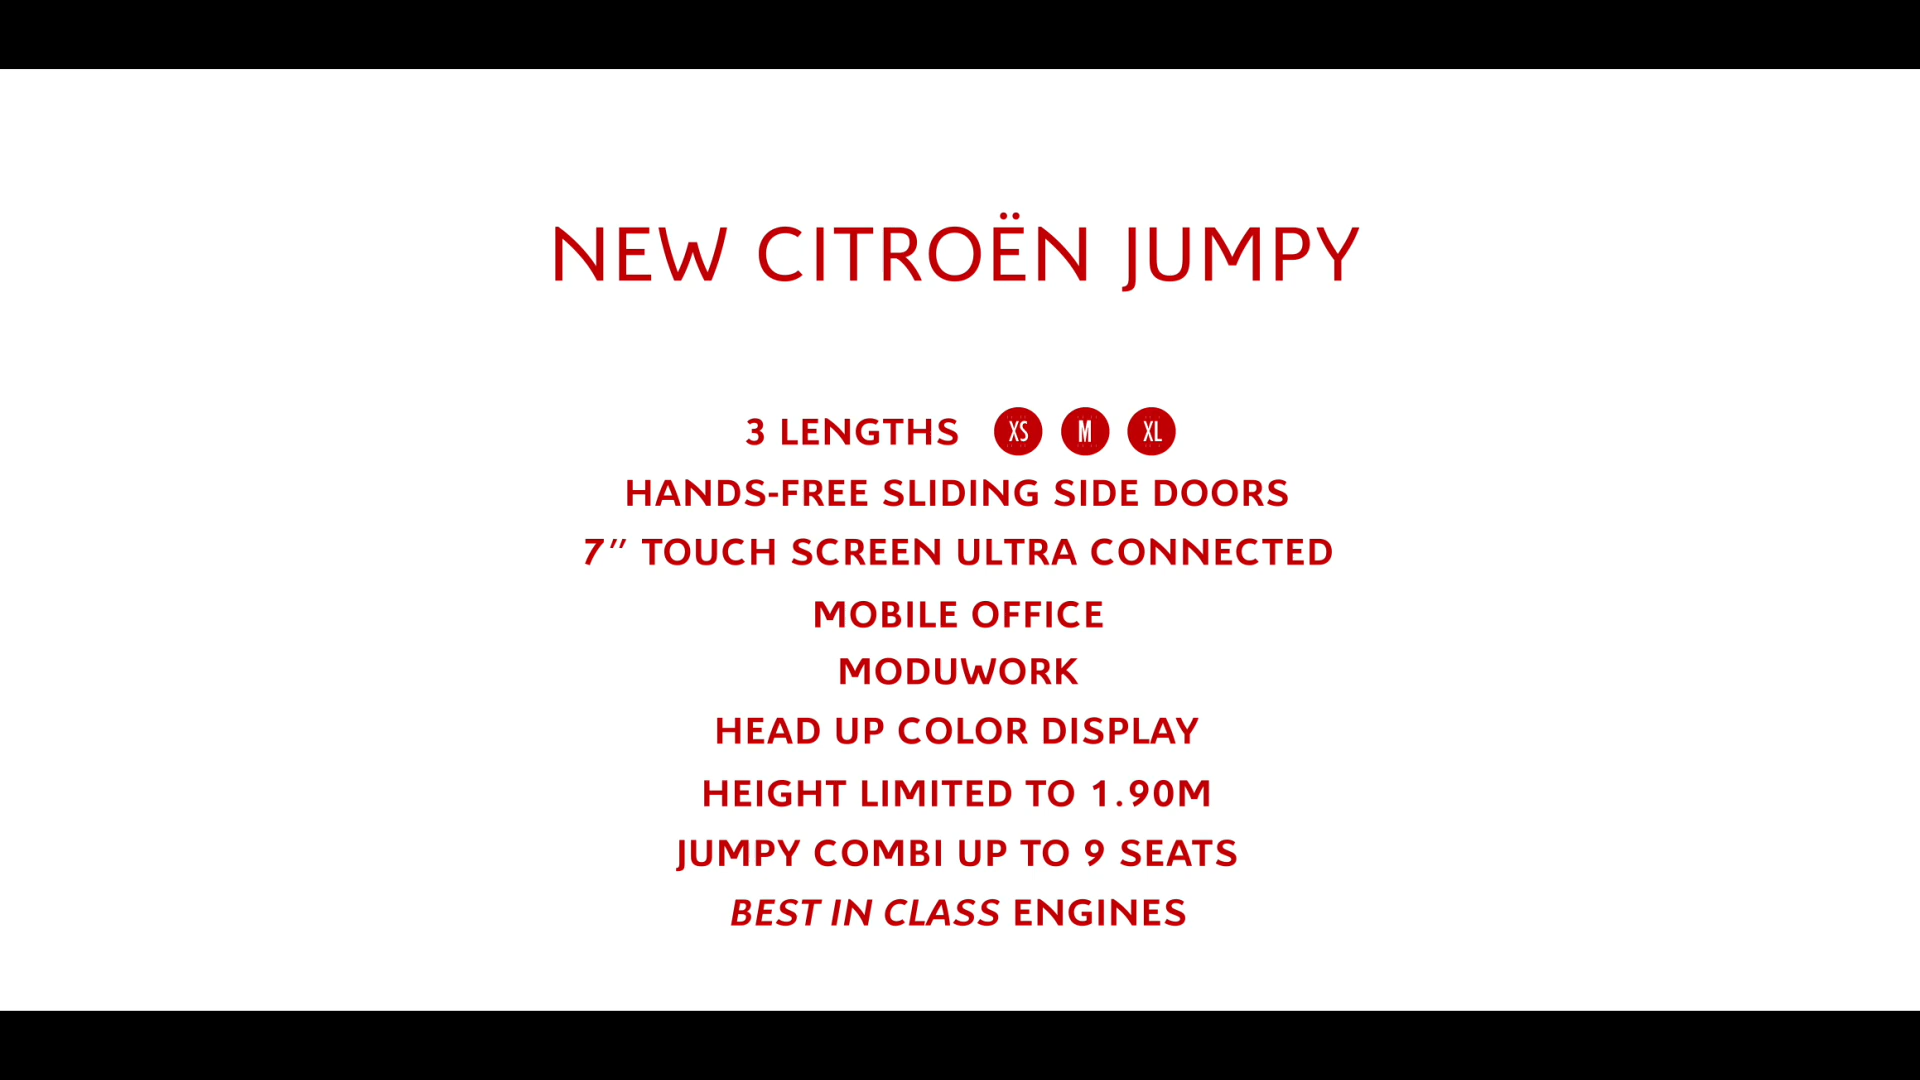 NEW CITROËN JUMPY
3 LENGTHS XS M XL
HANDS-FREE SLIDING SIDE DOORS
7″ TOUCH SCREEN ULTRA CONNECTED
MOBILE OFFICE
MODUWORK
HEAD UP COLOR DISPLAY
HEIGHT LIMITED TO 1.90M
JUMPY COMBI UP TO 9 SEATS
BEST IN CLASS ENGINES